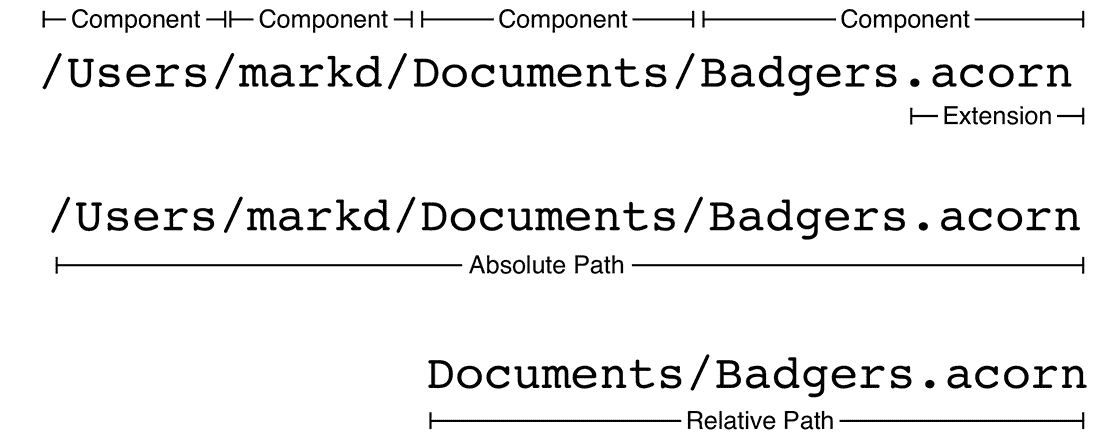 Component Component Component Component
/Users/markd/Documents/Badgers.acorn
Extension
/Users/markd/Documents/Badgers.acorn
Absolute Path
Documents/Badgers.acorn
Relative Path